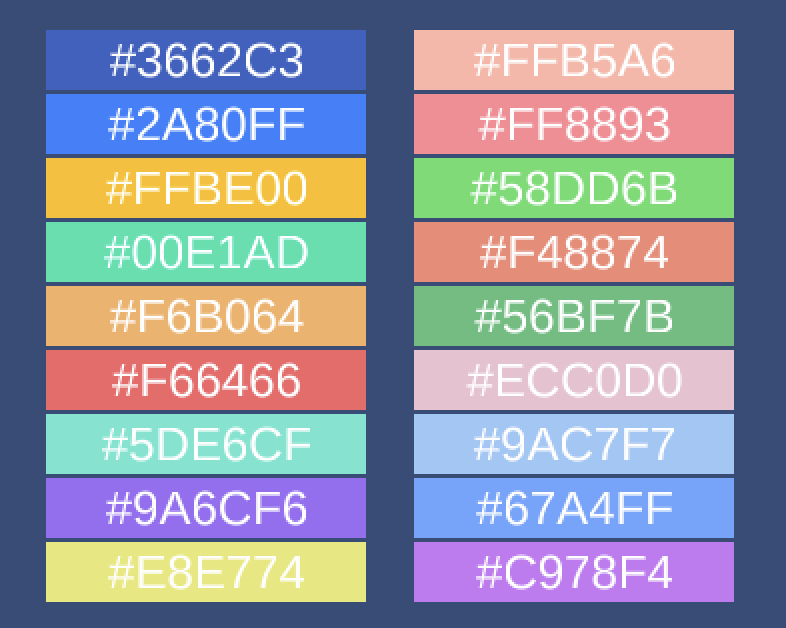 #3662C3
#2A80FF
#FFBE00
#00E1AD
#F6B064
#F66466
#5DE6CF
#9A6CF6
#E8E774
#FFB5A6
#FF8893
#58DD6B
#F48874
#56BF7B
#ECC0D0
#9AC7F7
#67A4FF
#C978F4